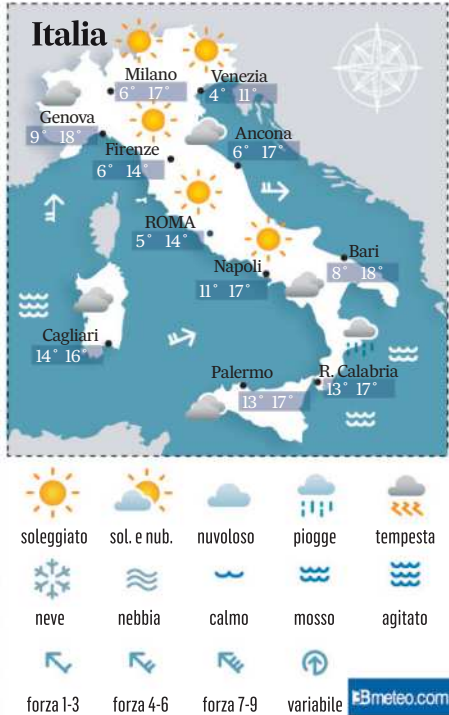 Italia
Milano
6° 17°
Venezia
4° 11°
Genova
9° 18°
Firenze
6° 14°
Ancona
6° 17°
ROMA
5° 14°
Napoli
11° 17°
Bari
8° 18°
Cagliari
14° 16°
Palermo
13° 17°
R. Calabria
13° 17°
soleggiato sol. e nub. nuvoloso piogge tempesta
neve nebbia calmo mosso agitato
forza 1-3 forza 4-6 forza 7-9 variabile
3Bmeteo.com